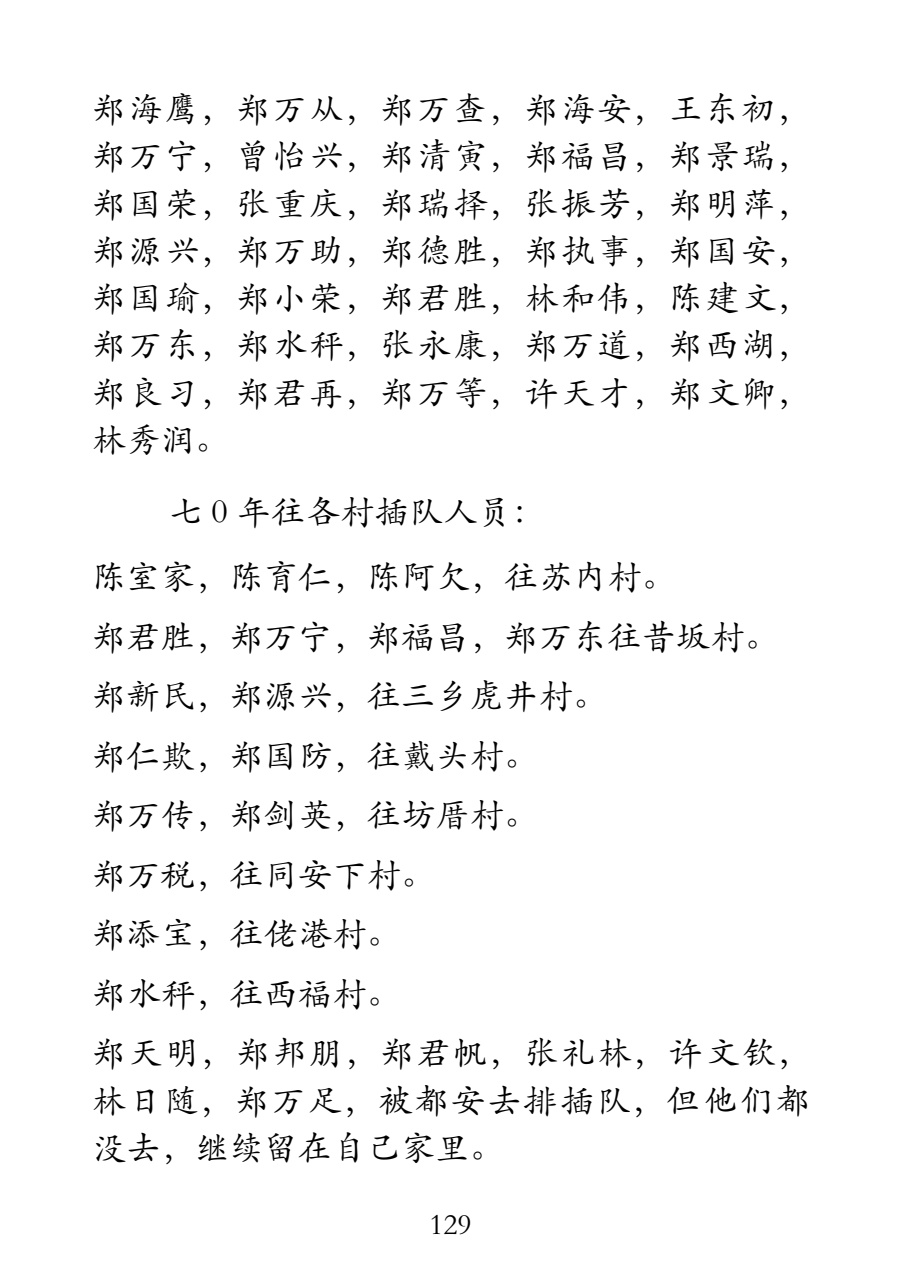 郑海鹰，郑万从，郑万查，郑海安，王东初，
郑万宁，曾怡兴，郑清寅，郑福昌，郑景瑞，
郑国荣，张重庆，郑瑞择，张振芳，郑明萍，
郑源兴，郑万助，郑德胜，郑执事，郑国安，
郑国瑜，郑小荣，郑君胜，林和伟，陈建文，
郑万东，郑水秤，张永康，郑万道，郑西湖，
郑良习，郑君再，郑万等，许天才，郑文卿，
林秀润。
七０年往各村插队人员：
陈室家，陈育仁，陈阿欠，往苏内村。
郑君胜，郑万宁，郑福昌，郑万东往昔坂村。
郑新民，郑源兴，往三乡虎井村。
郑仁欺，郑国防，往戴头村。
郑万传，郑剑英，往坊厝村。
郑万税，往同安下村。
郑添宝，往佬港村。
郑水秤，往西福村。
郑天明，郑邦朋，郑君帆，张礼林，许文钦，
林日随，郑万足，被都安去排插队，但他们都
没去，继续留在自己家里。
129